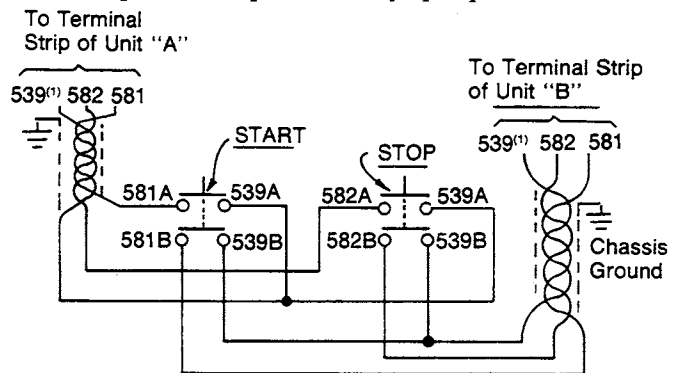 To Terminal
Strip of Unit "A"
539(1) 582 581
To Terminal Strip
of Unit "B"
539(1) 582 581
START
STOP
581A 539A
582A 539A
581B 539B
582B 539B
Chassis
Ground